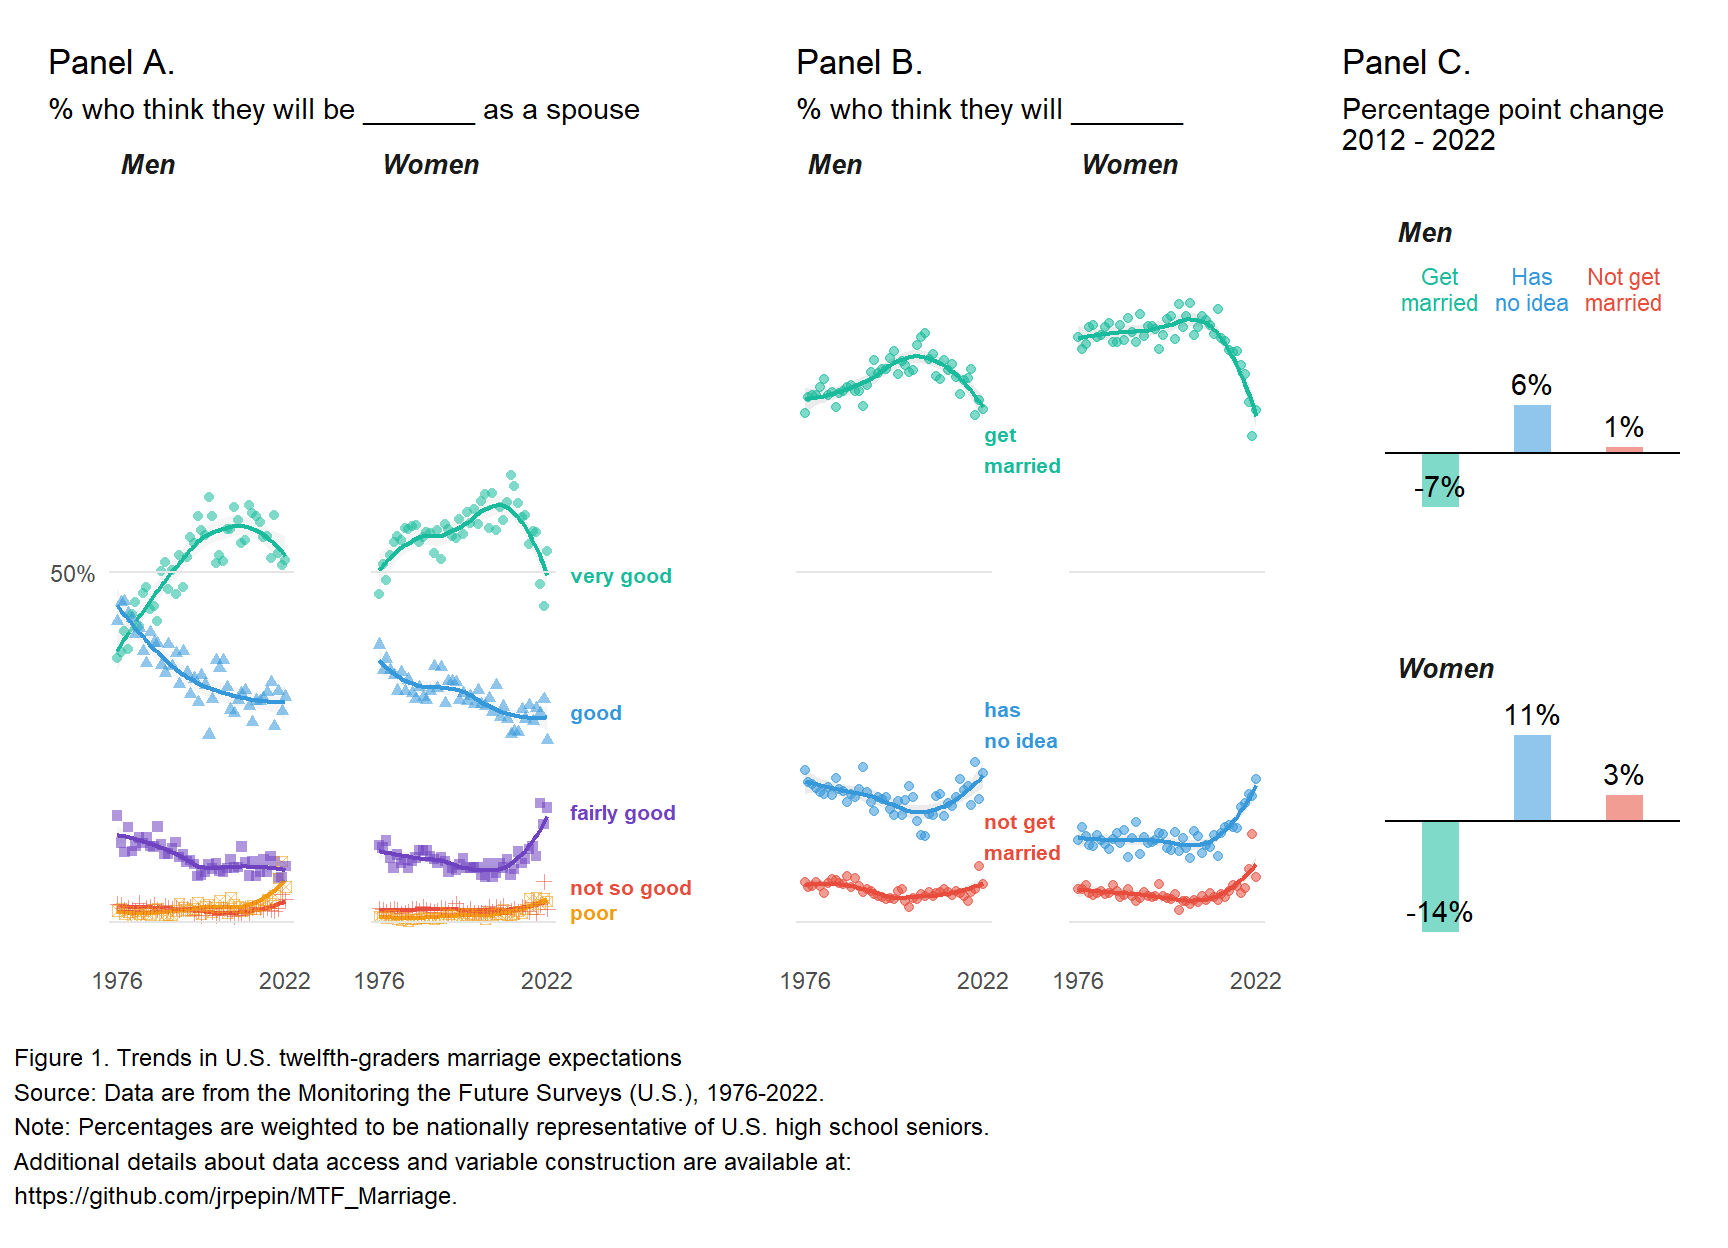 Panel A.
% who think they will be _______ as a spouse
Men
Women
50%
very good
good
fairly good
not so good
poor
1976
2022
1976
2022
Panel B.
% who think they will _______
Men
Women
get
married
has
no idea
not get
married
1976
2022
1976
2022
Panel C.
Percentage point change
2012 - 2022
Men
Get
married
Has
no idea
Not get
married
6%
1%
-7%
Women
11%
3%
-14%
Figure 1. Trends in U.S. twelfth-graders marriage expectations
Source: Data are from the Monitoring the Future Surveys (U.S.), 1976-2022.
Note: Percentages are weighted to be nationally representative of U.S. high school seniors.
Additional details about data access and variable construction are available at:
https://github.com/jrpepin/MTF_Marriage.